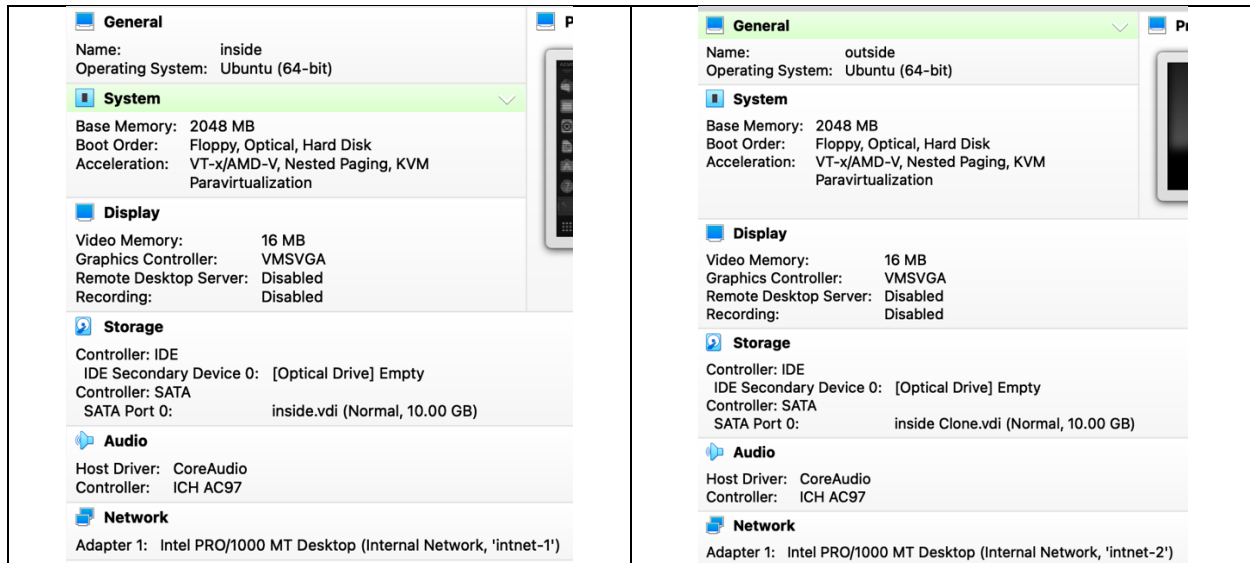 General
Name: inside
Operating System: Ubuntu (64-bit)
System
Base Memory: 2048 MB
Boot Order: Floppy, Optical, Hard Disk
Acceleration: VT-x/AMD-V, Nested Paging, KVM
Paravirtualization
Display
Video Memory: 16 MB
Graphics Controller: VMSVGA
Remote Desktop Server: Disabled
Recording: Disabled
Storage
Controller: IDE
IDE Secondary Device 0: [Optical Drive] Empty
Controller: SATA
SATA Port 0: inside.vdi (Normal, 10.00 GB)
Audio
Host Driver: CoreAudio
Controller: ICH AC97
Network
Adapter 1: Intel PRO/1000 MT Desktop (Internal Network, 'intnet-1')
General
Name: outside
Operating System: Ubuntu (64-bit)
System
Base Memory: 2048 MB
Boot Order: Floppy, Optical, Hard Disk
Acceleration: VT-x/AMD-V, Nested Paging, KVM
Paravirtualization
Display
Video Memory: 16 MB
Graphics Controller: VMSVGA
Remote Desktop Server: Disabled
Recording: Disabled
Storage
Controller: IDE
IDE Secondary Device 0: [Optical Drive] Empty
Controller: SATA
SATA Port 0: inside Clone.vdi (Normal, 10.00 GB)
Audio
Host Driver: CoreAudio
Controller: ICH AC97
Network
Adapter 1: Intel PRO/1000 MT Desktop (Internal Network, 'intnet-2')